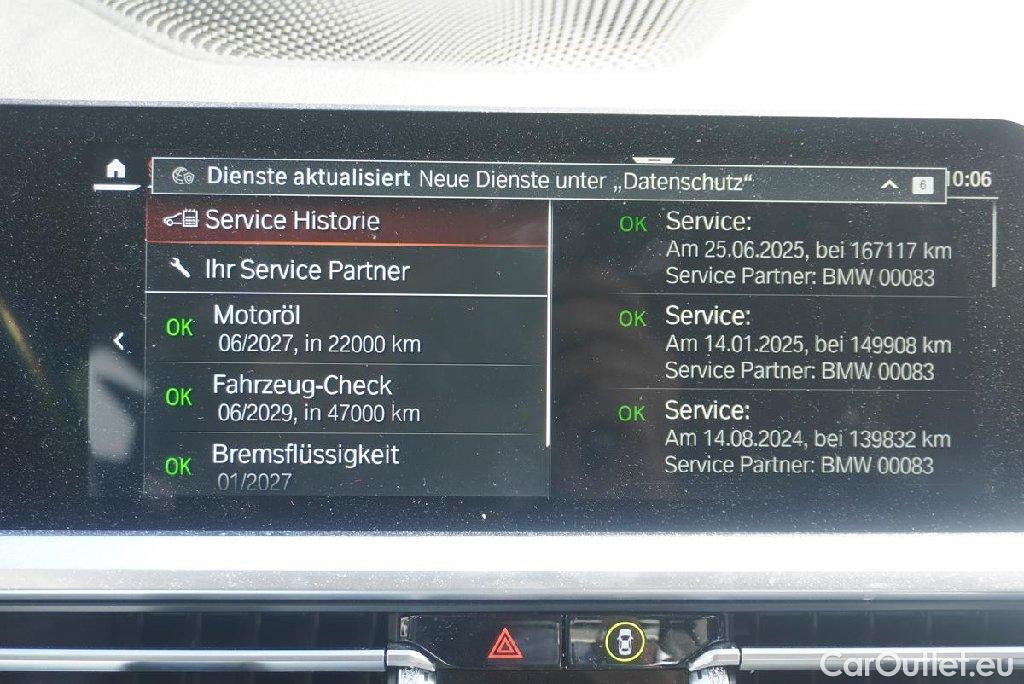 Dienste aktualisiert Neue Dienste unter „Datenschutz“
6
10:06
Service Historie
Ihr Service Partner
OK Motoröl
06/2027, in 22000 km
OK Fahrzeug-Check
06/2029, in 47000 km
OK Bremsflüssigkeit
01/2027
OK Service:
Am 25.06.2025, bei 167117 km
Service Partner: BMW 00083
OK Service:
Am 14.01.2025, bei 149908 km
Service Partner: BMW 00083
OK Service:
Am 14.08.2024, bei 139832 km
Service Partner: BMW 00083
CarOutlet.eu